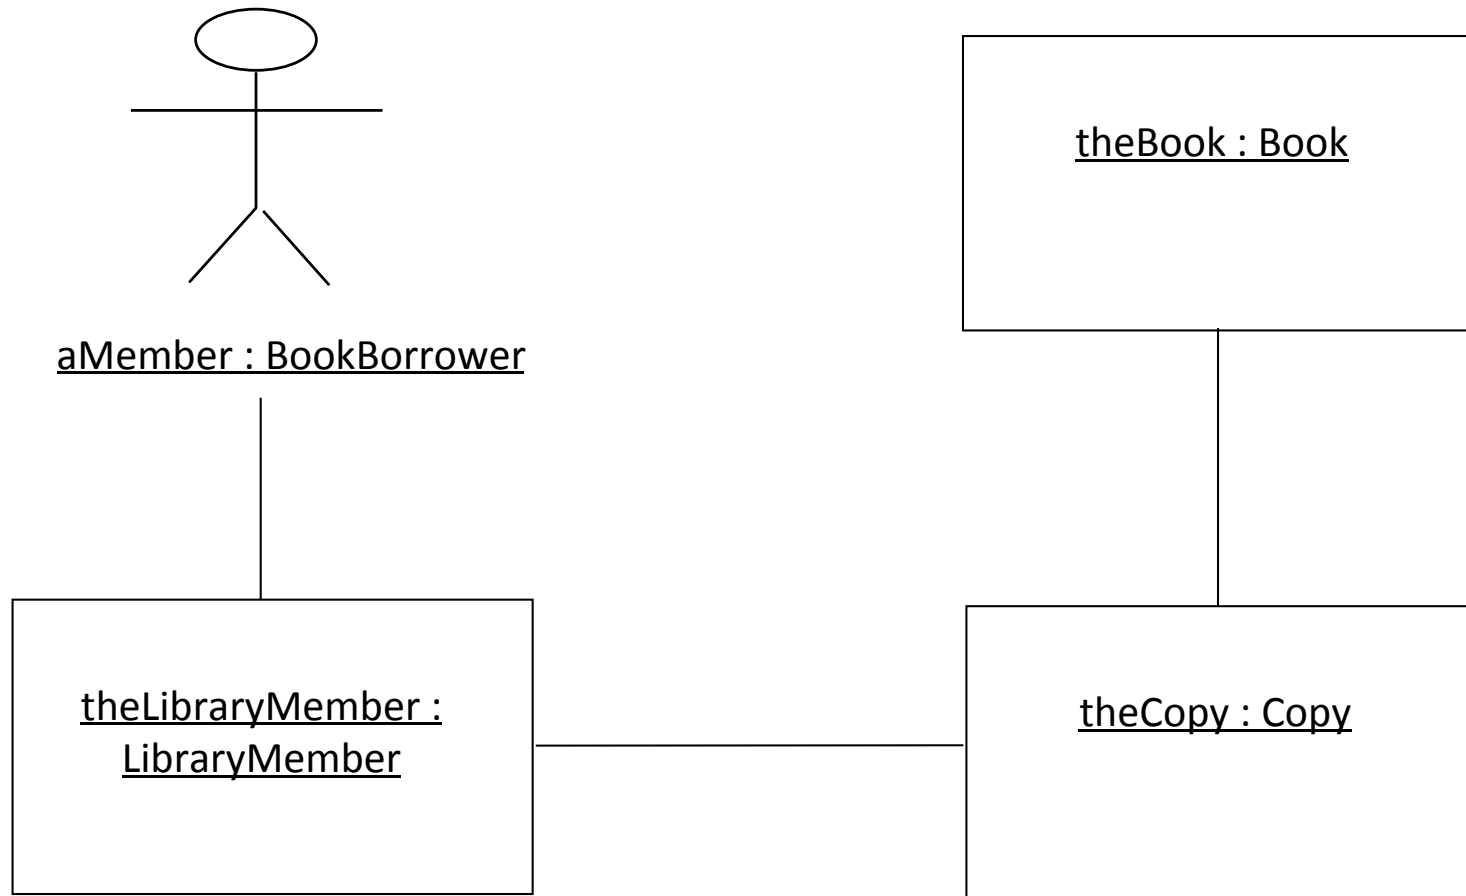 theBook : Book
aMember : BookBorrower
theLibraryMember :
LibraryMember
theCopy : Copy